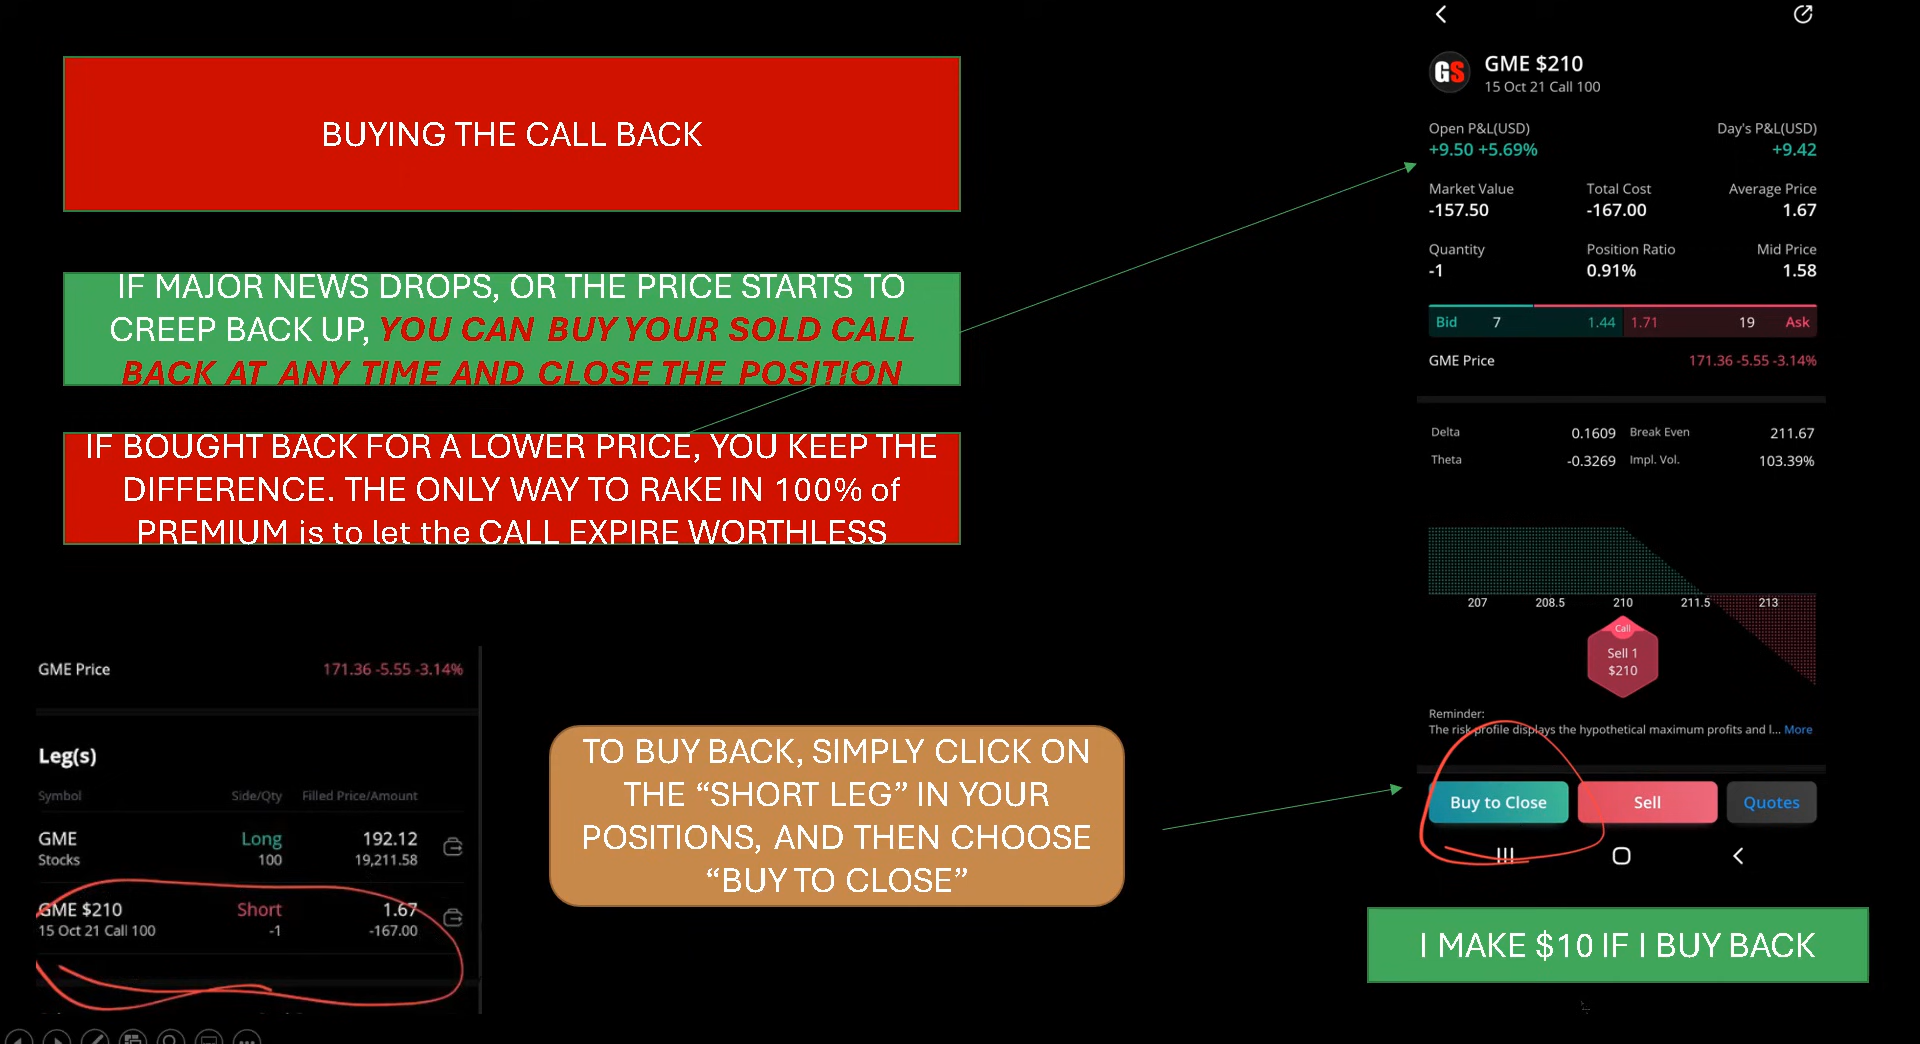 BUYING THE CALL BACK
IF MAJOR NEWS DROPS, OR THE PRICE STARTS TO
CREEP BACK UP, YOU CAN BUY YOUR SOLD CALL
BACK AT ANY TIME AND CLOSE THE POSITION
IF BOUGHT BACK FOR A LOWER PRICE, YOU KEEP THE
DIFFERENCE. THE ONLY WAY TO RAKE IN 100% of
PREMIUM is to let the CALL EXPIRE WORTHLESS
GME Price 171.36 -5.55 -3.14%
Leg(s)
Symbol Side/Qty Filled Price/Amount
GME Long 192.12
Stocks 100 19,211.58
GME $210 Short 1.67
15 Oct 21 Call 100 -1 -167.00
TO BUY BACK, SIMPLY CLICK ON
THE “SHORT LEG” IN YOUR
POSITIONS, AND THEN CHOOSE
“BUY TO CLOSE”
GS GME $210
15 Oct 21 Call 100
Open P&L(USD) Day's P&L(USD)
+9.50 +5.69% +9.42
Market Value Total Cost Average Price
-157.50 -167.00 1.67
Quantity Position Ratio Mid Price
-1 0.91% 1.58
Bid 7 1.44 1.71 19 Ask
GME Price 171.36 -5.55 -3.14%
Delta 0.1609 Break Even 211.67
Theta -0.3269 Impl. Vol. 103.39%
207 208.5 210 211.5 213
Call
Sell 1
$210
Reminder:
The risk profile displays the hypothetical maximum profits and l... More
Buy to Close Sell Quotes
I MAKE $10 IF I BUY BACK